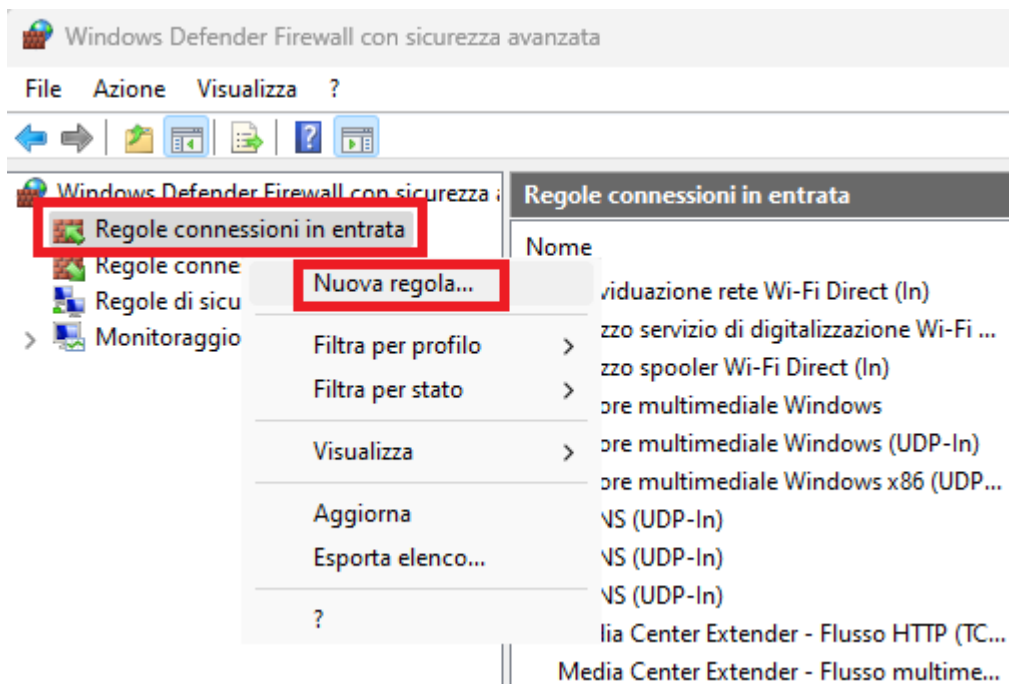 Windows Defender Firewall con sicurezza avanzata
File Azione Visualizza ?
Windows Defender Firewall con sicurezza
Regole connessioni in entrata
Regole conne
Regole di sicu
Monitoraggio
Nuova regola...
Filtra per profilo
Filtra per stato
Visualizza
Aggiorna
Esporta elenco...
?
Regole connessioni in entrata
Nome
viduazione rete Wi-Fi Direct (In)
zzo servizio di digitalizzazione Wi-Fi ...
zzo spooler Wi-Fi Direct (In)
ore multimediale Windows
ore multimediale Windows (UDP-In)
ore multimediale Windows x86 (UDP...
NS (UDP-In)
NS (UDP-In)
NS (UDP-In)
lia Center Extender - Flusso HTTP (TC...
Media Center Extender - Flusso multime...